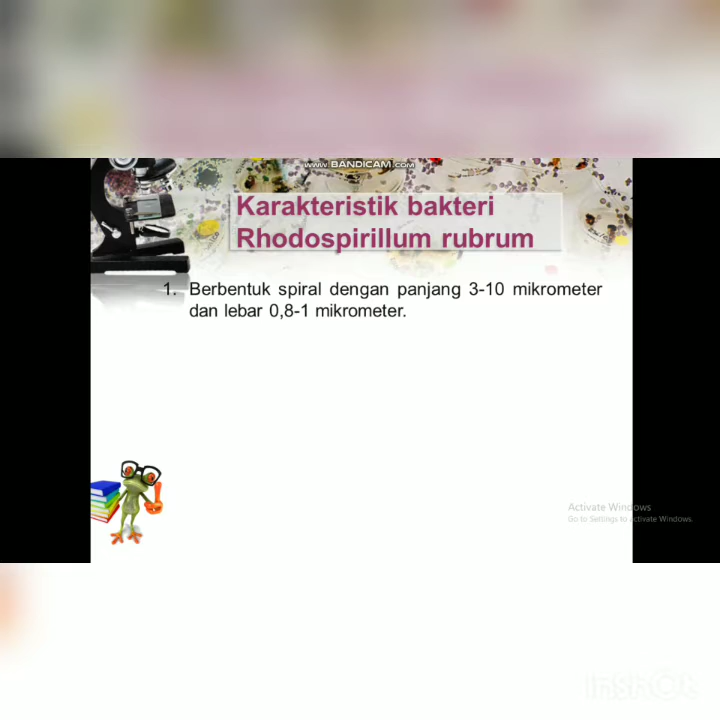 www.BANDICAM.COM
Karakteristik bakteri
Rhodospirillum rubrum
1. Berbentuk spiral dengan panjang 3-10 mikrometer
dan lebar 0,8-1 mikrometer.
Activate Windows
Go to Settings to activate Windows.
InShOt